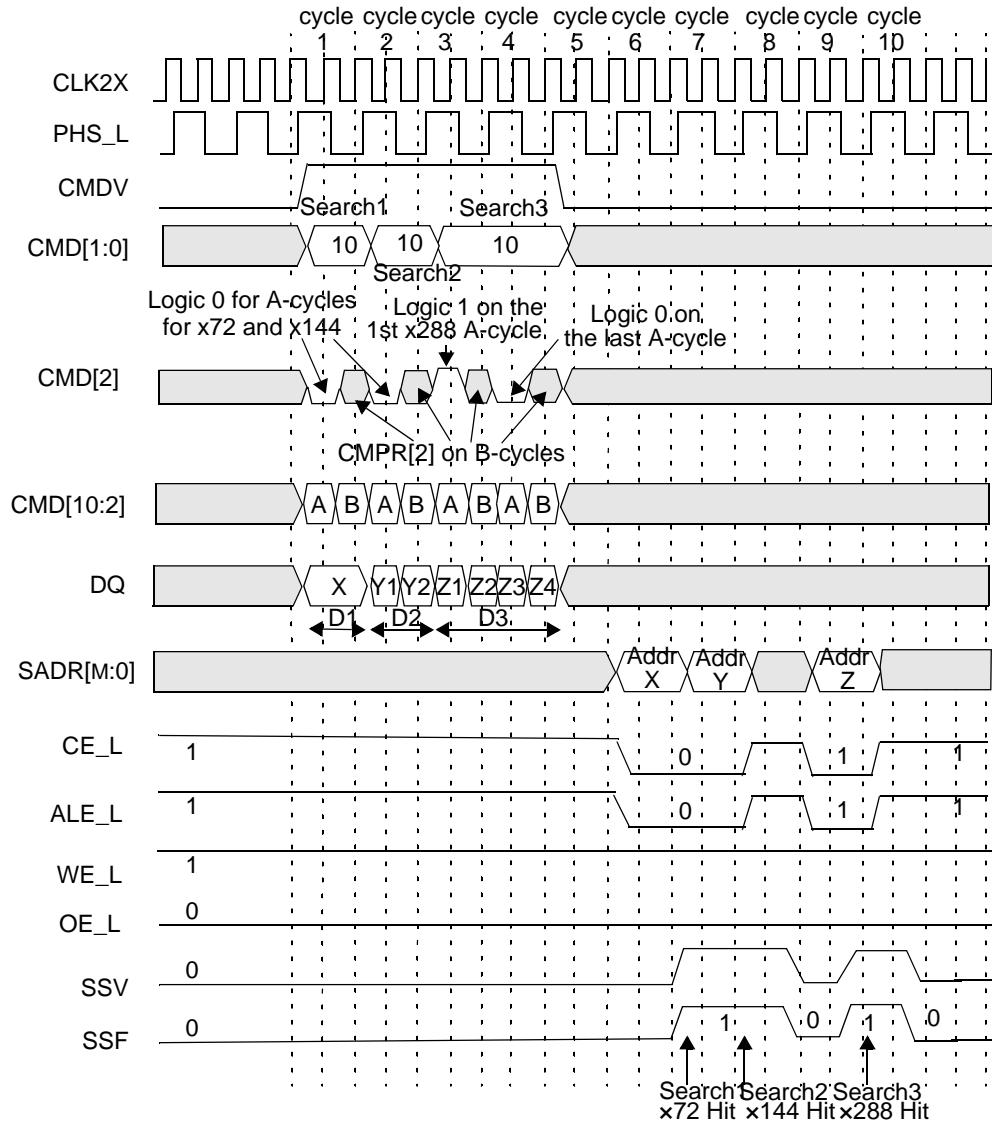 cycle cycle cycle cycle cycle cycle cycle cycle cycle cycle
1 2 3 4 5 6 7 8 9 10
CLK2X
PHS_L
CMDV
Search1 Search3
CMD[1:0] 10 10 10
Search2
Logic 0 for A-cycles
for x72 and x144
Logic 1 on the
1st x288 A-cycle
Logic 0 on
the last A-cycle
CMD[2]
CMPR[2] on B-cycles
CMD[10:2] A B A B A B A B
DQ X Y1 Y2 Z1 Z2 Z3 Z4
D1 D2 D3
SADR[M:0] Addr X Addr Y Addr Z
CE_L 1 0 1 1
ALE_L 1 0 1 1
WE_L 1
OE_L 0
SSV 0
SSF 0 1 0 1 0
Search1 Search2 Search3
×72 Hit ×144 Hit ×288 Hit